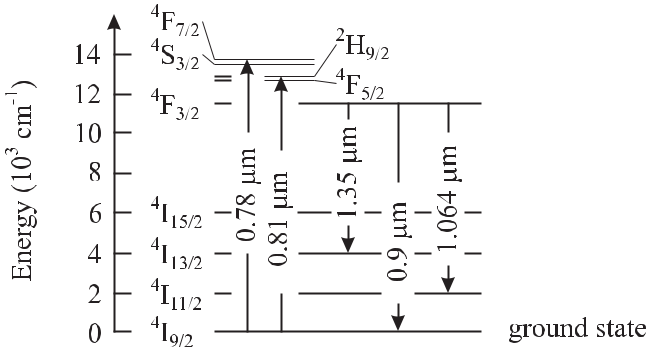 ⁴F₇/₂
⁴S₃/₂
²H₉/₂
⁴F₅/₂
⁴F₃/₂
⁴I₁₅/₂
⁴I₁₃/₂
⁴I₁₁/₂
⁴I₉/₂
14
12
10
8
6
4
2
0
Energy (10³ cm⁻¹)
0.78 µm
0.81 µm
1.35 µm
0.9 µm
1.064 µm
ground state